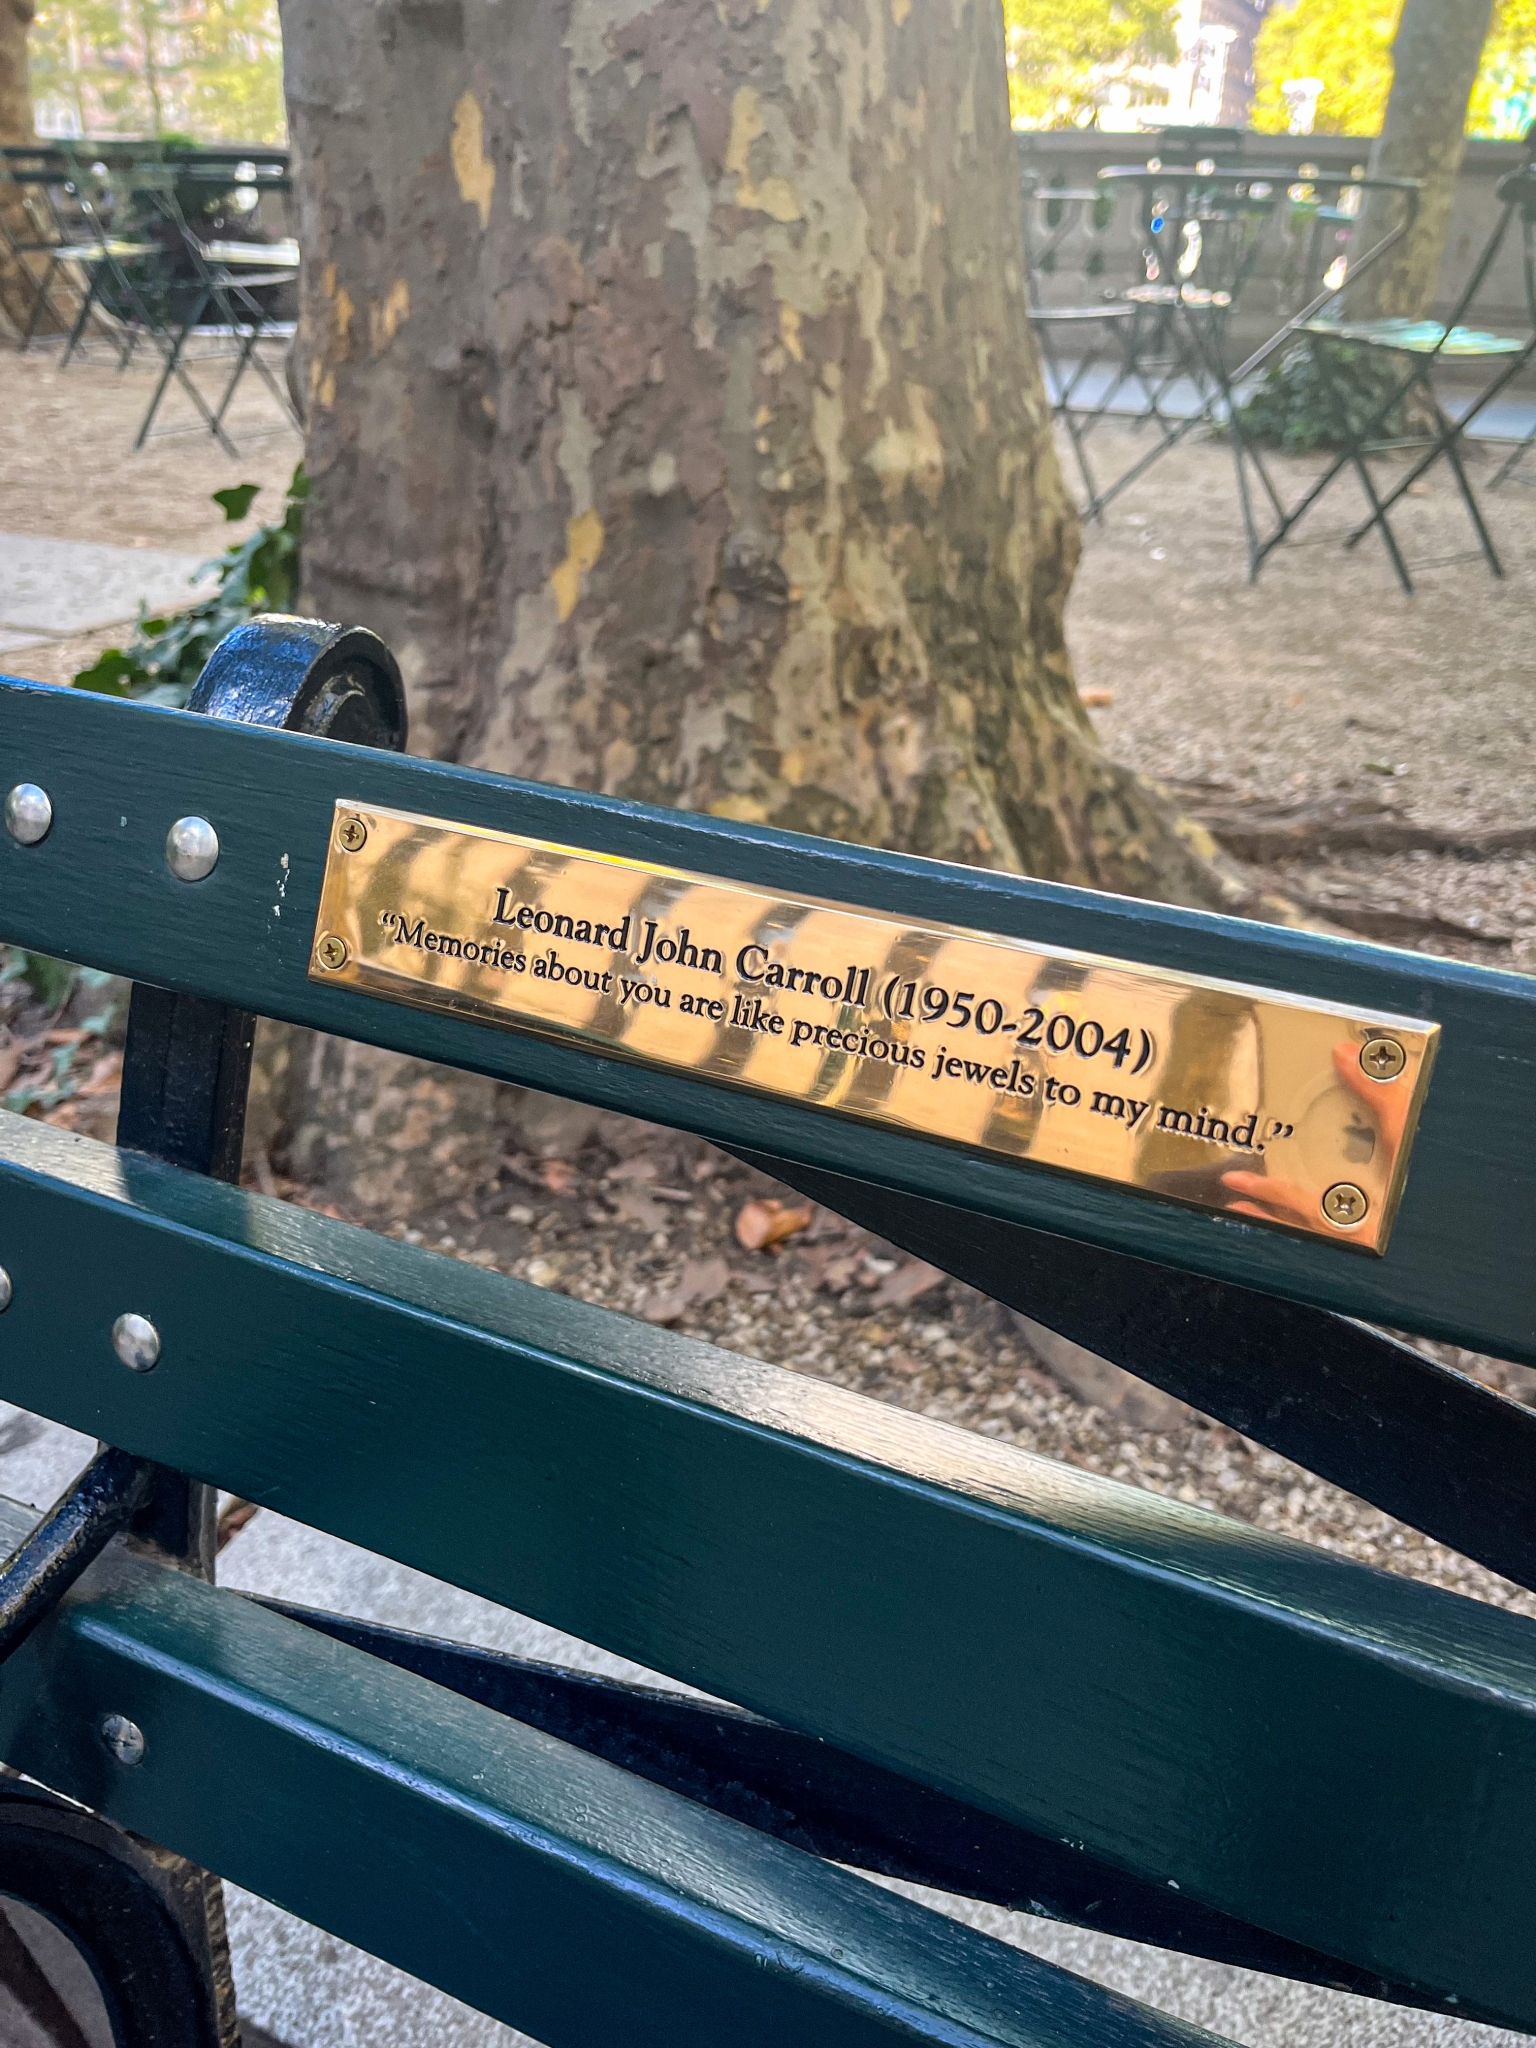 Leonard John Carroll (1950-2004)
“Memories about you are like precious jewels to my mind.”